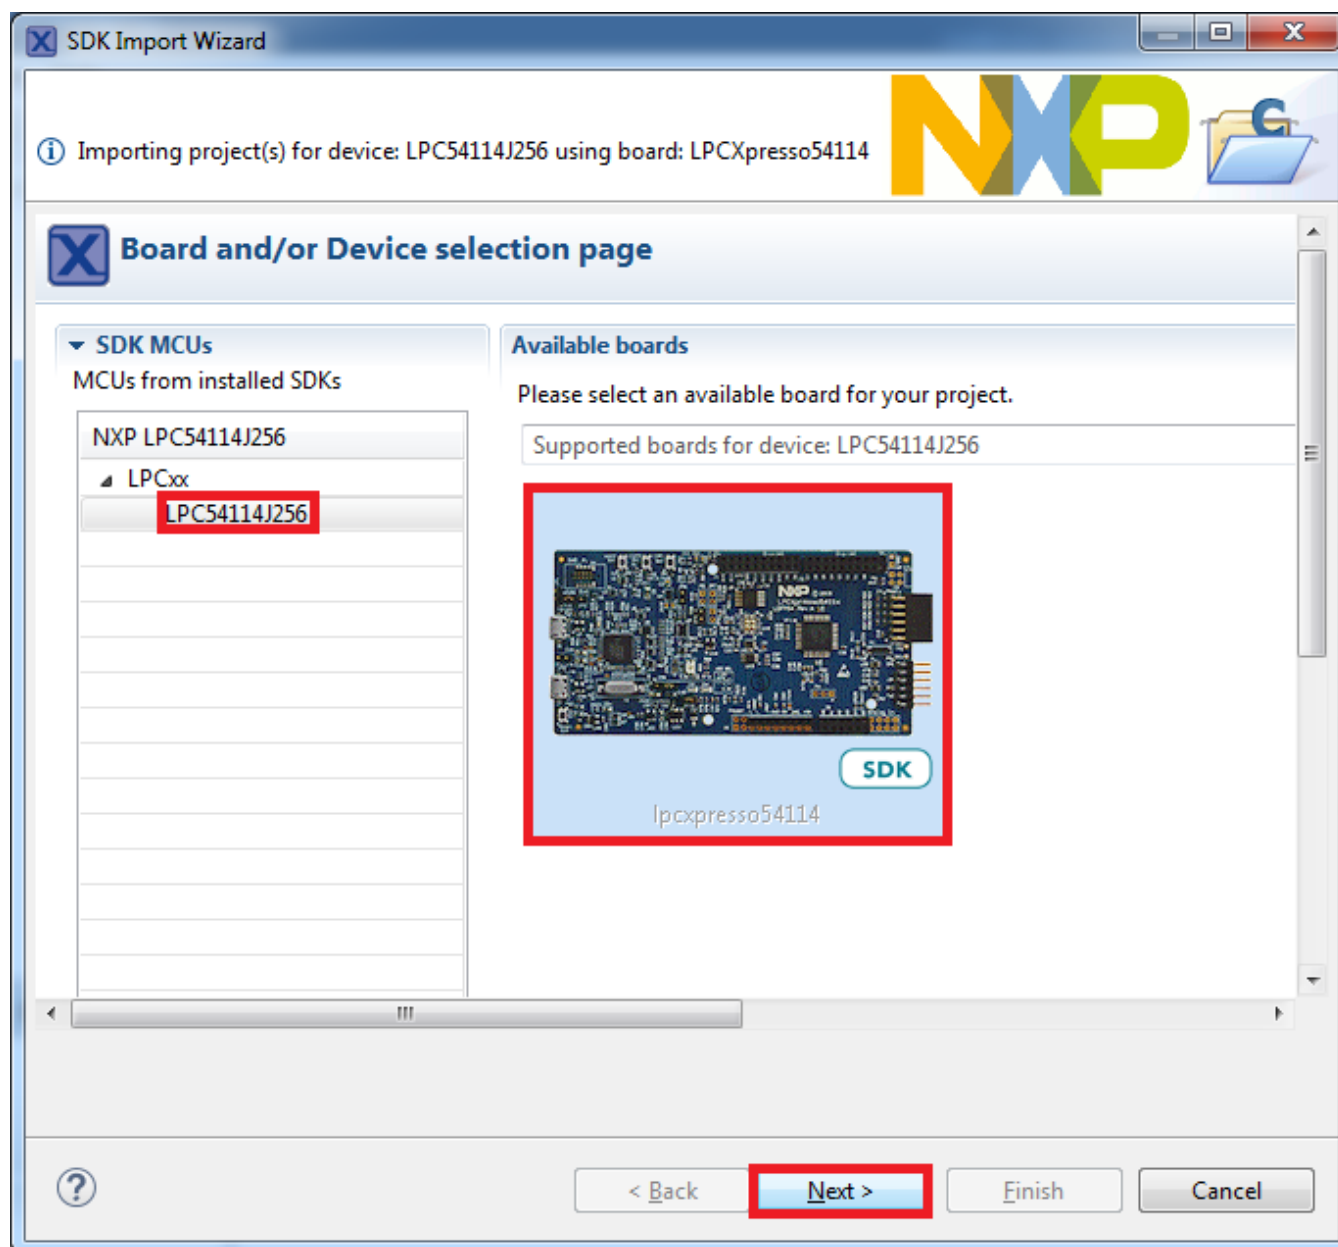 SDK Import Wizard
Importing project(s) for device: LPC54114J256 using board: LPCXpresso54114
NXP
C
Board and/or Device selection page
SDK MCUs
MCUs from installed SDKs
NXP LPC54114J256
LPCxx
LPC54114J256
Available boards
Please select an available board for your project.
Supported boards for device: LPC54114J256
NXP
SDK
lpcxpresso54114
< Back
Next >
Finish
Cancel